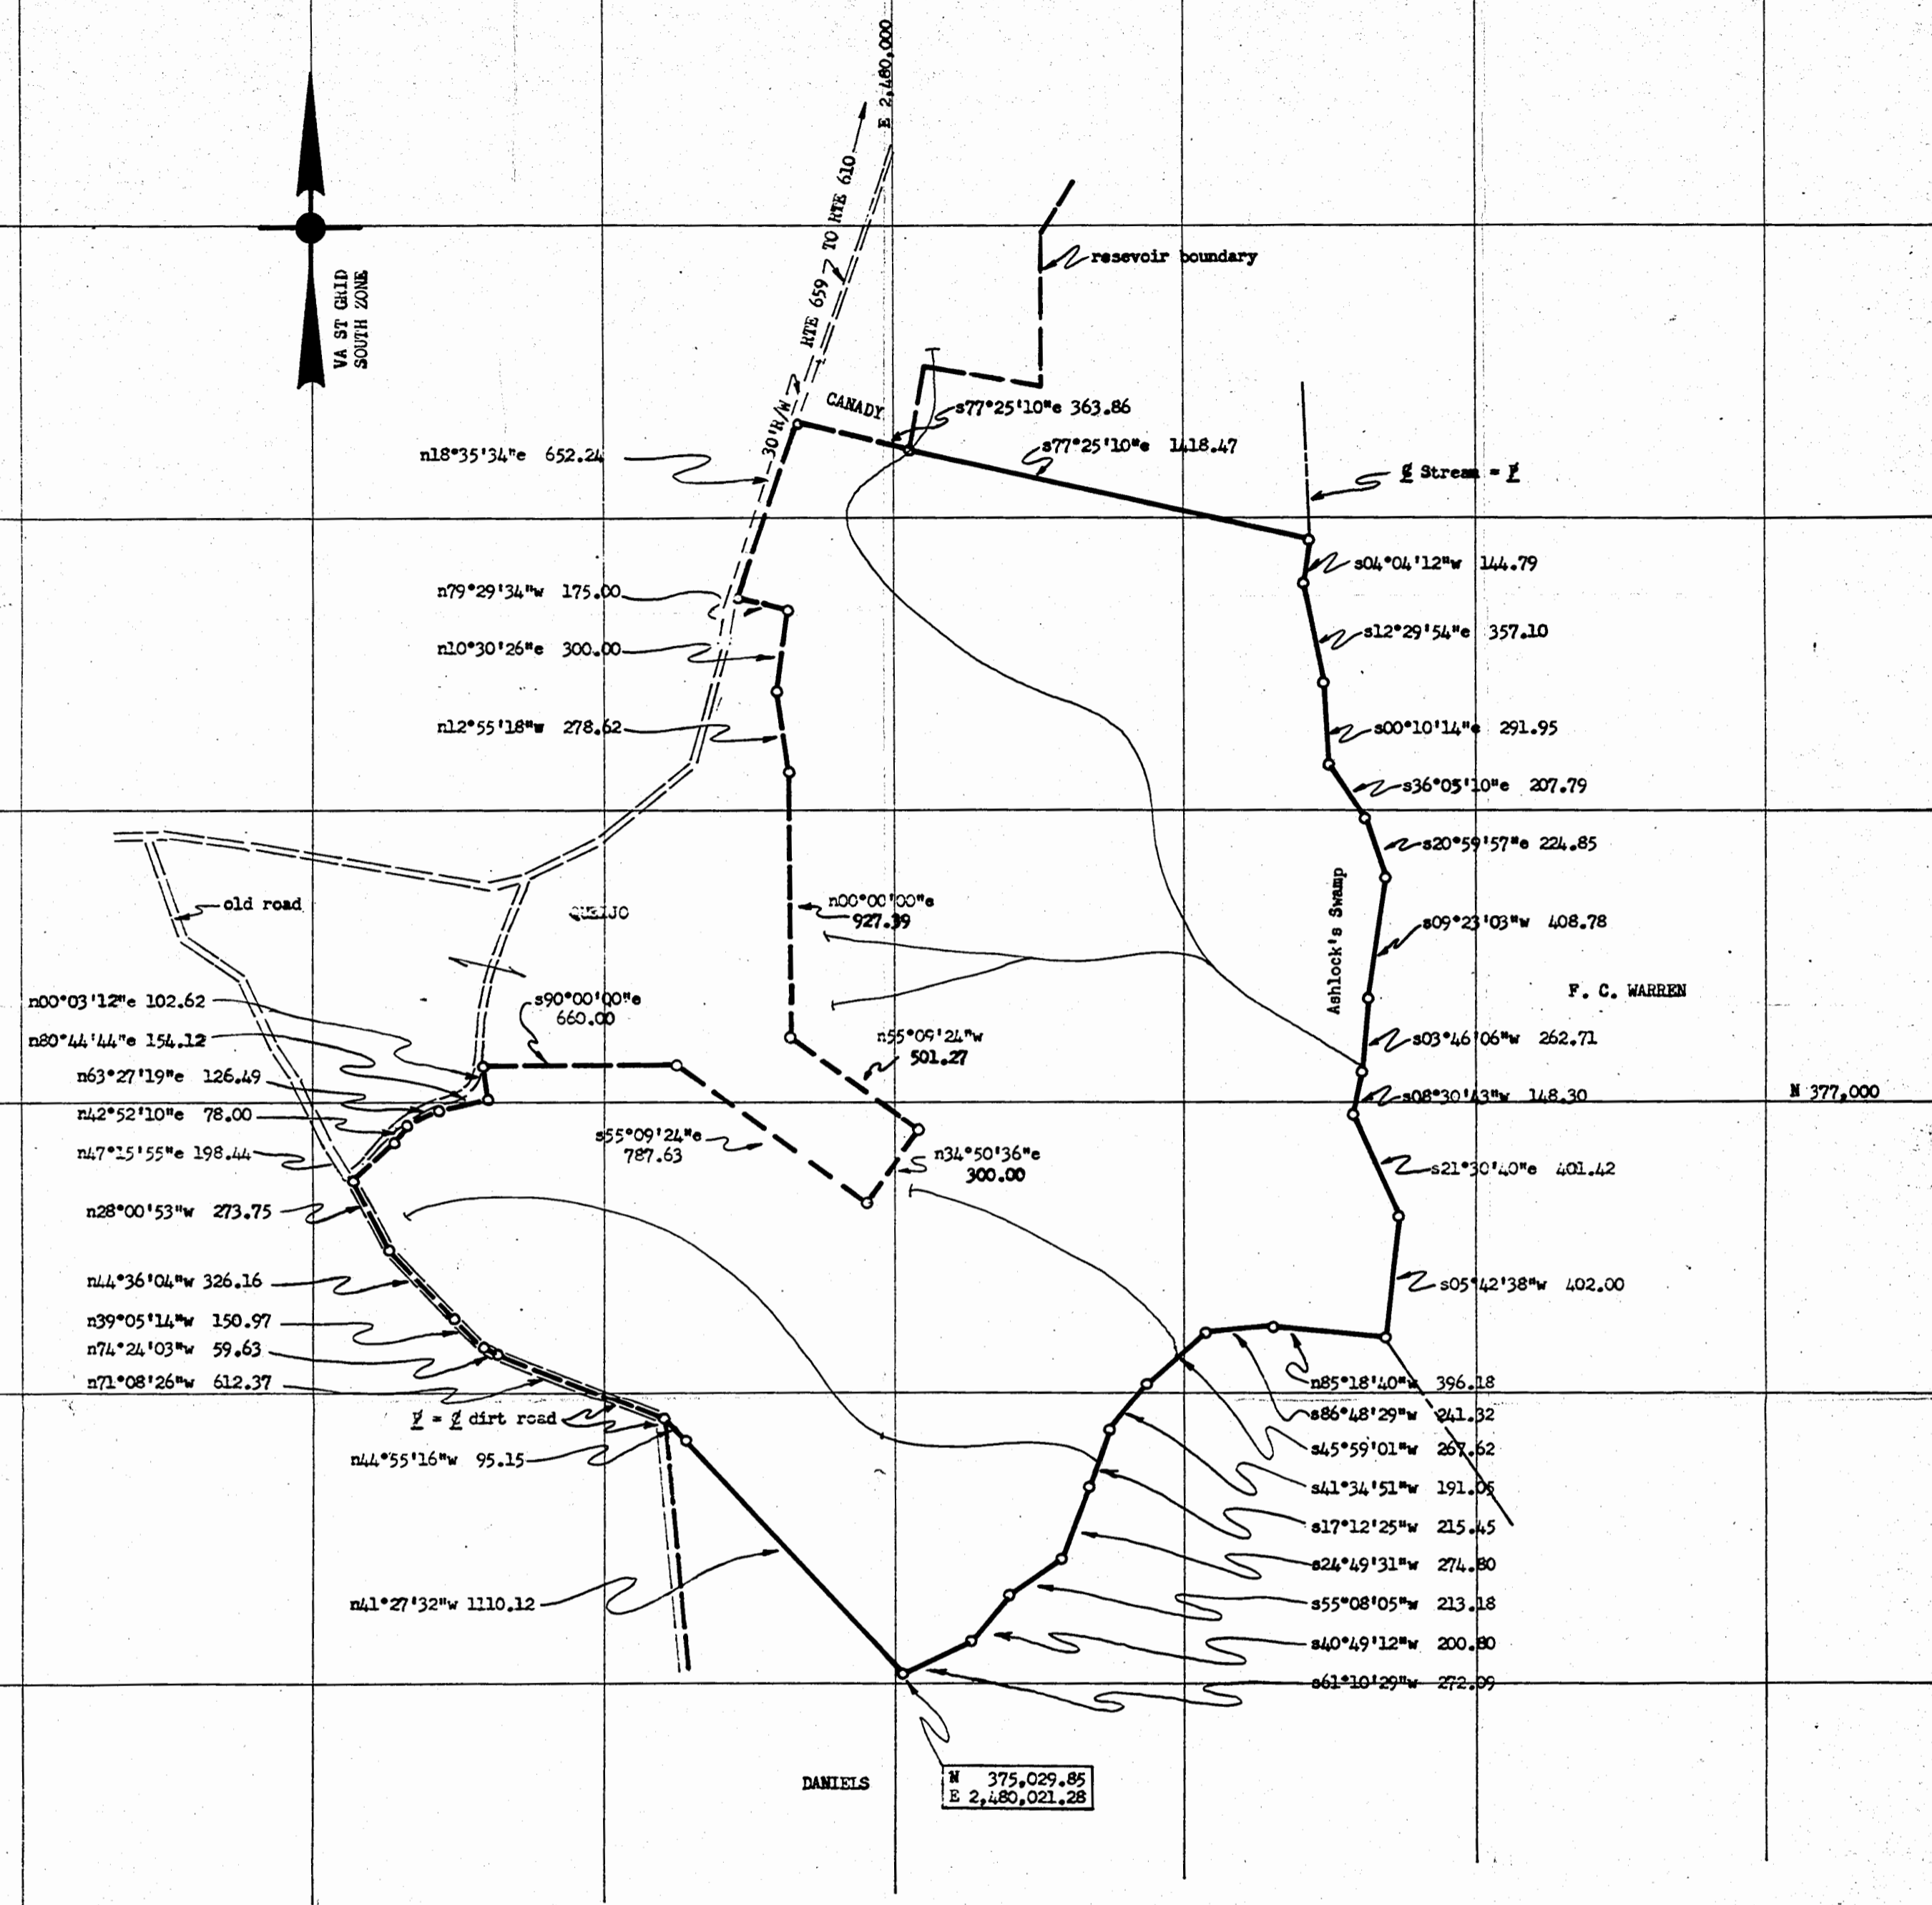 E 2,480,000
RTE 659 TO RTE 610
VA ST GRID
SOUTH ZONE
resevoir boundary
30'R/W
CANADY
s77°25'10"e 363.86
s77°25'10"e 1418.47
n18°35'34"e 652.24
Stream =
s04°04'12"w 144.79
n79°29'34"w 175.00
s12°29'54"e 357.10
n10°30'26"e 300.00
n12°55'18"w 278.62
s00°10'14"e 291.95
s36°05'10"e 207.79
s20°59'57"e 224.85
old road
n00°00'00"e
927.39
Ashlock's Swamp
s09°23'03"w 408.78
F. C. WARREN
n00°03'12"e 102.62
s90°00'00"e
660.00
n80°44'44"e 154.12
n55°09'24"w
501.27
s03°46'06"w 262.71
n63°27'19"e 126.49
N 377,000
s08°30'43"w 148.30
n42°52'10"e 78.00
s55°09'24"e
787.63
n47°15'55"e 198.44
n34°50'36"e
300.00
s21°30'40"e 401.42
n28°00'53"w 273.75
n44°36'04"w 326.16
s05°42'38"w 402.00
n39°05'14"w 150.97
n74°24'03"w 59.63
n71°08'26"w 612.37
n85°18'40"w 396.18
= dirt road
s86°48'29"w 241.32
n44°55'16"w 95.15
s45°59'01"w 267.62
s41°34'51"w 191.05
s17°12'25"w 215.45
s24°49'31"w 274.80
n41°27'32"w 1110.12
s55°08'05"w 213.18
s40°49'12"w 200.80
s61°10'29"w 272.09
DANIELS
N 375,029.85
E 2,480,021.28